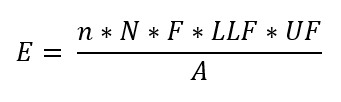 E = n * N * F * LLF * UF / A